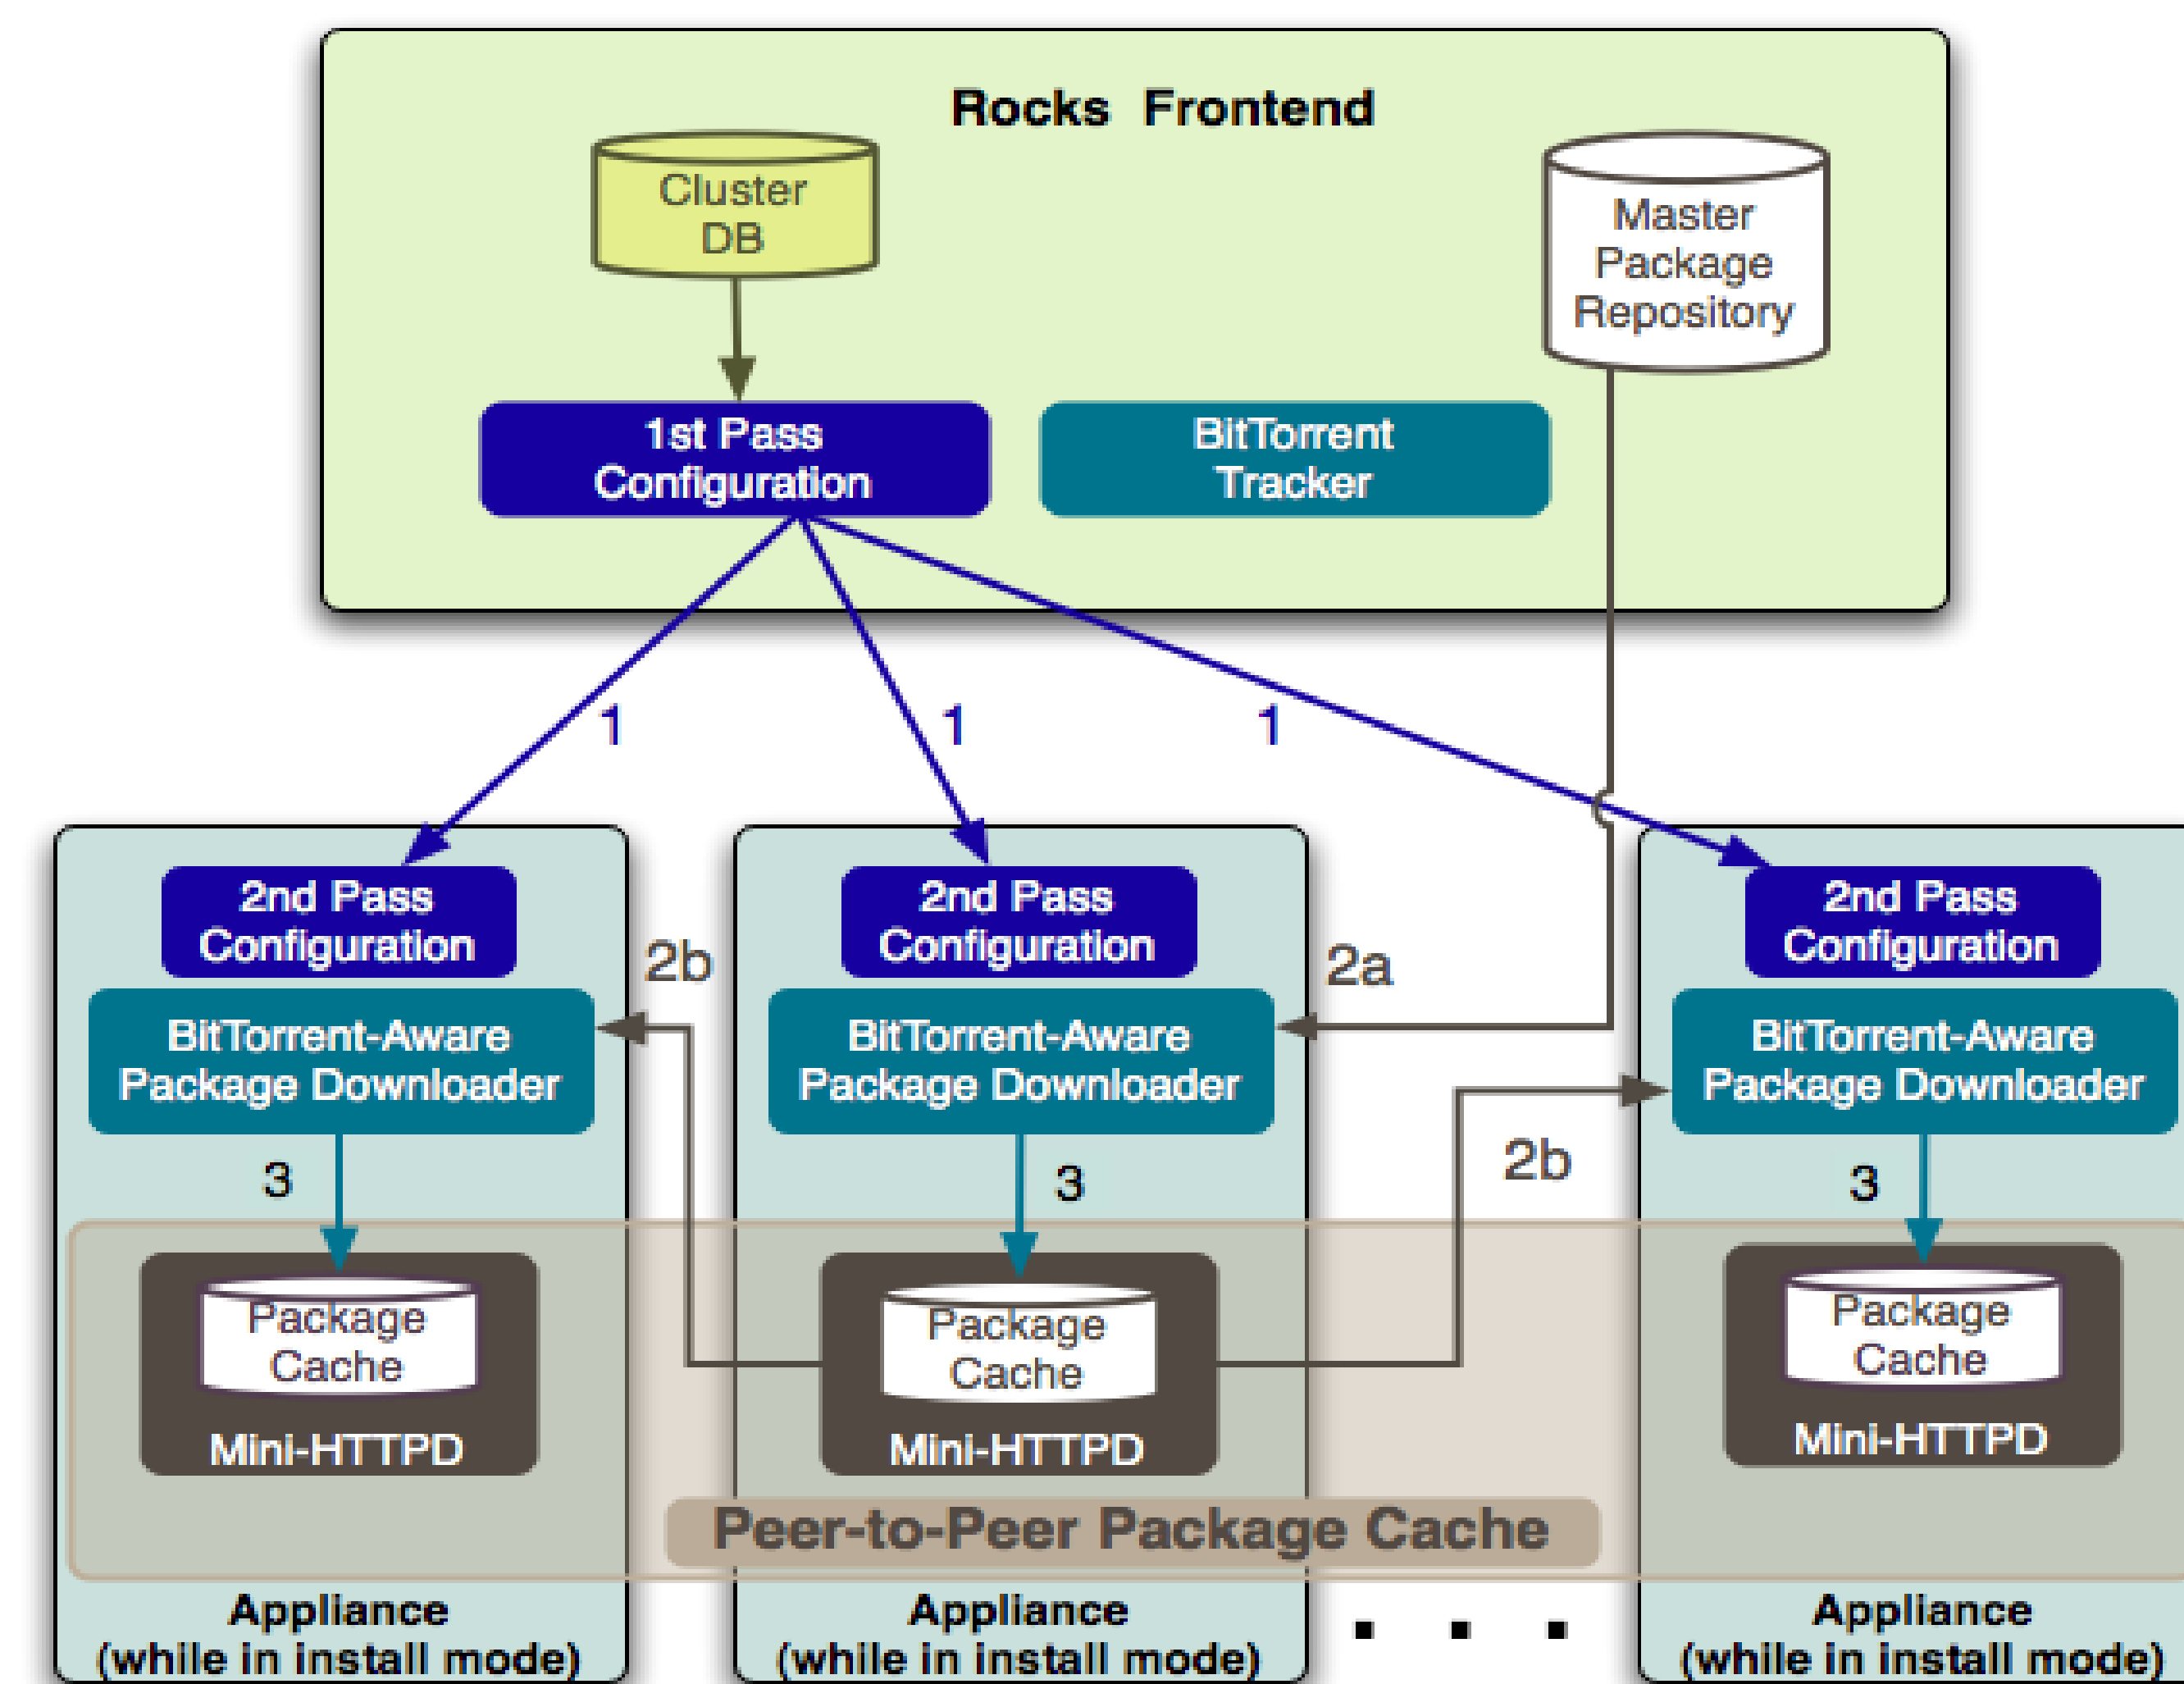 Rocks Frontend
Cluster
DB
Master
Package
Repository
1st Pass
Configuration
BitTorrent
Tracker
1
1
1
2nd Pass
Configuration
2nd Pass
Configuration
2nd Pass
Configuration
2b
2a
BitTorrent-Aware
Package Downloader
BitTorrent-Aware
Package Downloader
BitTorrent-Aware
Package Downloader
2b
3
3
3
Package
Cache
Mini-HTTPD
Package
Cache
Mini-HTTPD
Package
Cache
Mini-HTTPD
Peer-to-Peer Package Cache
Appliance
(while in install mode)
Appliance
(while in install mode)
. . .
Appliance
(while in install mode)